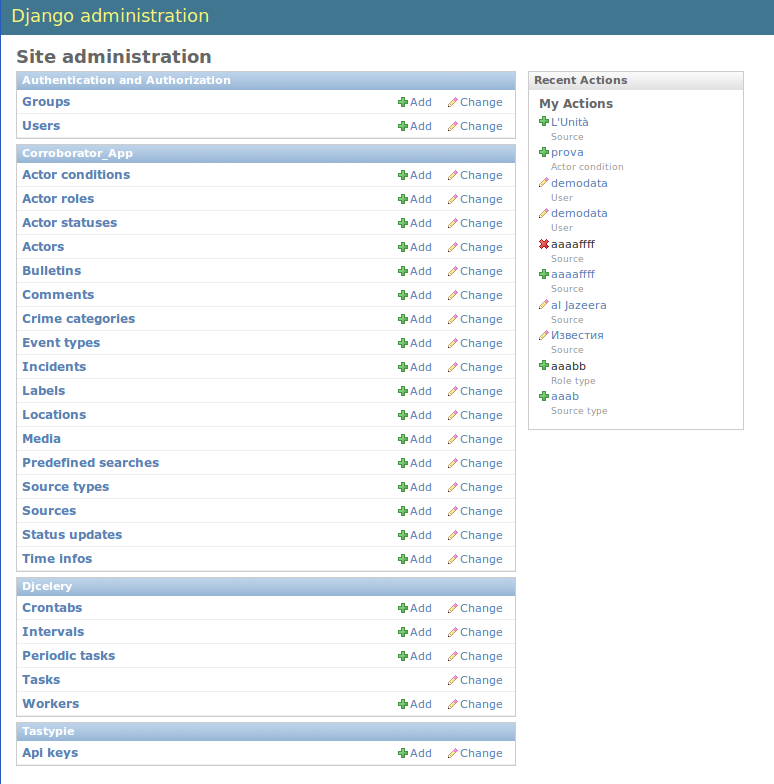 Django administration
Site administration
Authentication and Authorization
Groups Add Change
Users Add Change
Corroborator_App
Actor conditions Add Change
Actor roles Add Change
Actor statuses Add Change
Actors Add Change
Bulletins Add Change
Comments Add Change
Crime categories Add Change
Event types Add Change
Incidents Add Change
Labels Add Change
Locations Add Change
Media Add Change
Predefined searches Add Change
Source types Add Change
Sources Add Change
Status updates Add Change
Time infos Add Change
Djcelery
Crontabs Add Change
Intervals Add Change
Periodic tasks Add Change
Tasks Change
Workers Add Change
Tastypie
Api keys Add Change
Recent Actions
My Actions
L'Unità
Source
prova
Actor condition
demodata
User
demodata
User
aaaaffff
Source
aaaaffff
Source
al Jazeera
Source
Известия
Source
aaabb
Role type
aaab
Source type